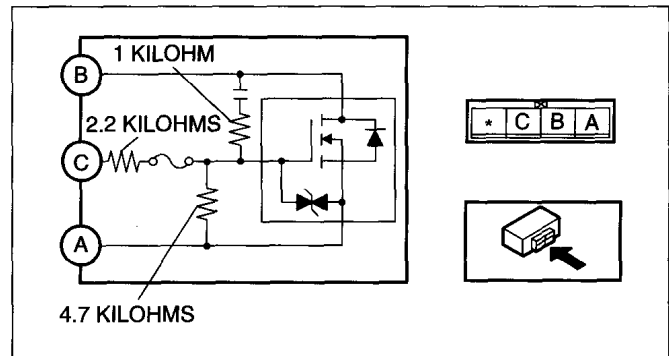 1 KILOHM
B
2.2 KILOHMS
C
A
4.7 KILOHMS
* C B A